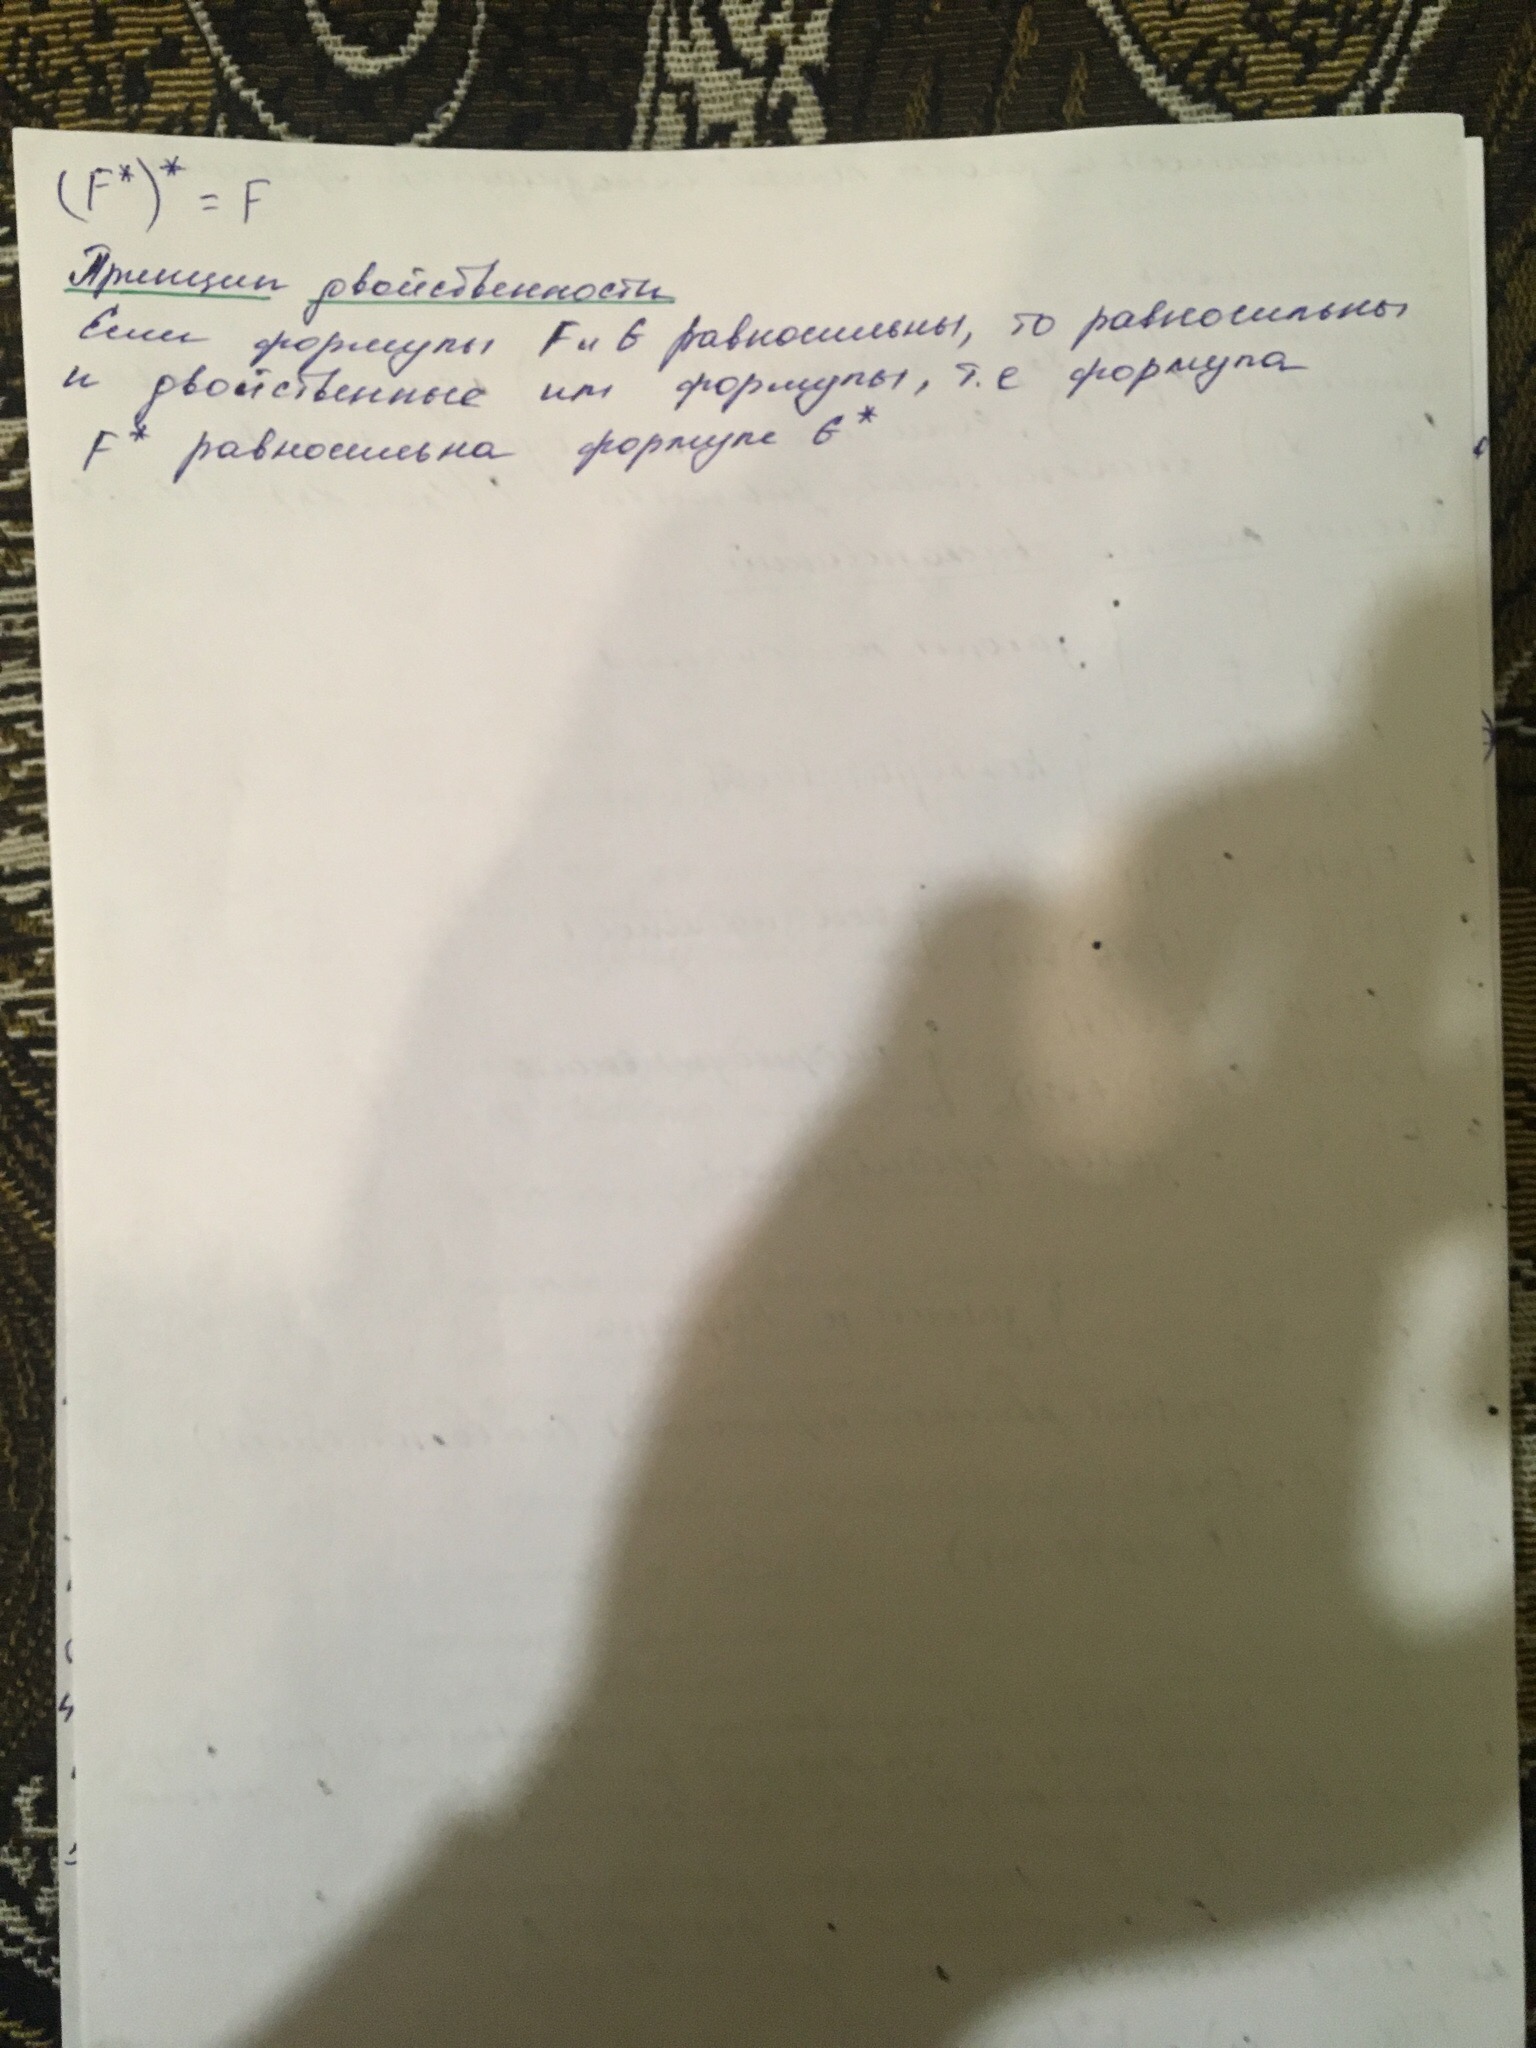 (F*)* = F
Принцип двойственности
Если формулы F и G равносильны, то равносильны
и двойственные им формулы, т.е формула
F* равносильна формуле G*